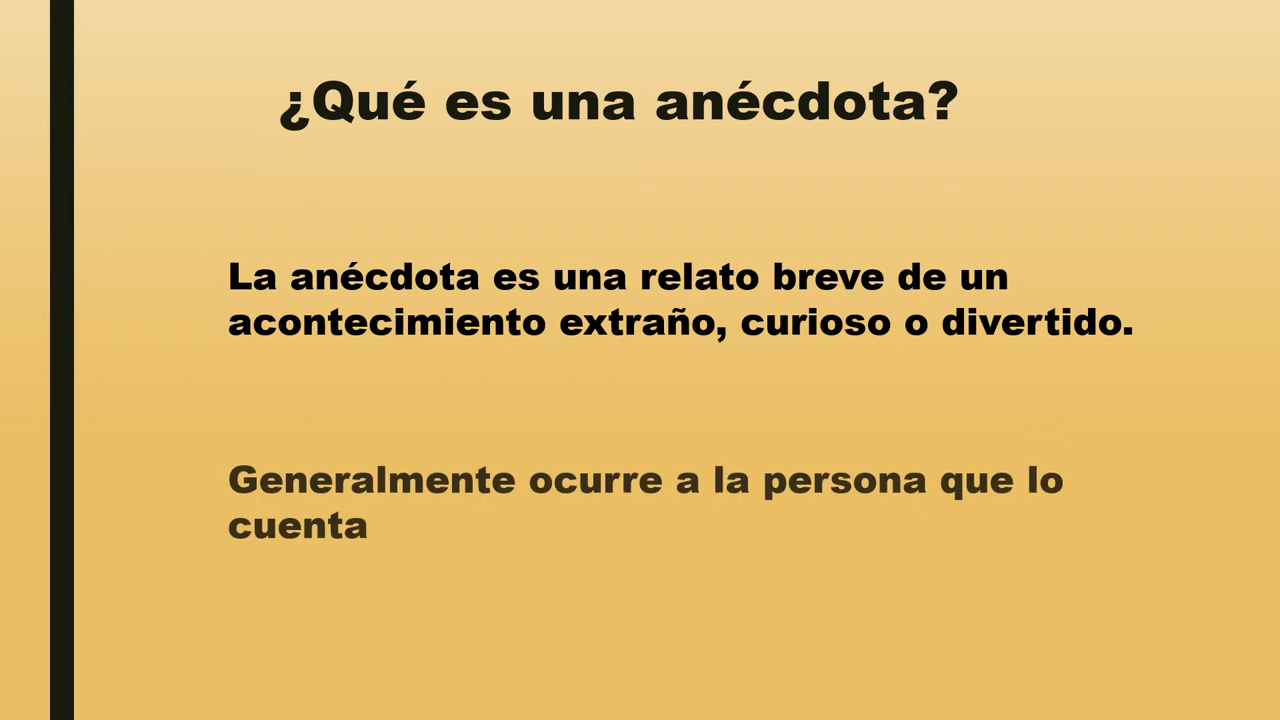 ¿Qué es una anécdota?
La anécdota es una relato breve de un
acontecimiento extraño, curioso o divertido.
Generalmente ocurre a la persona que lo
cuenta